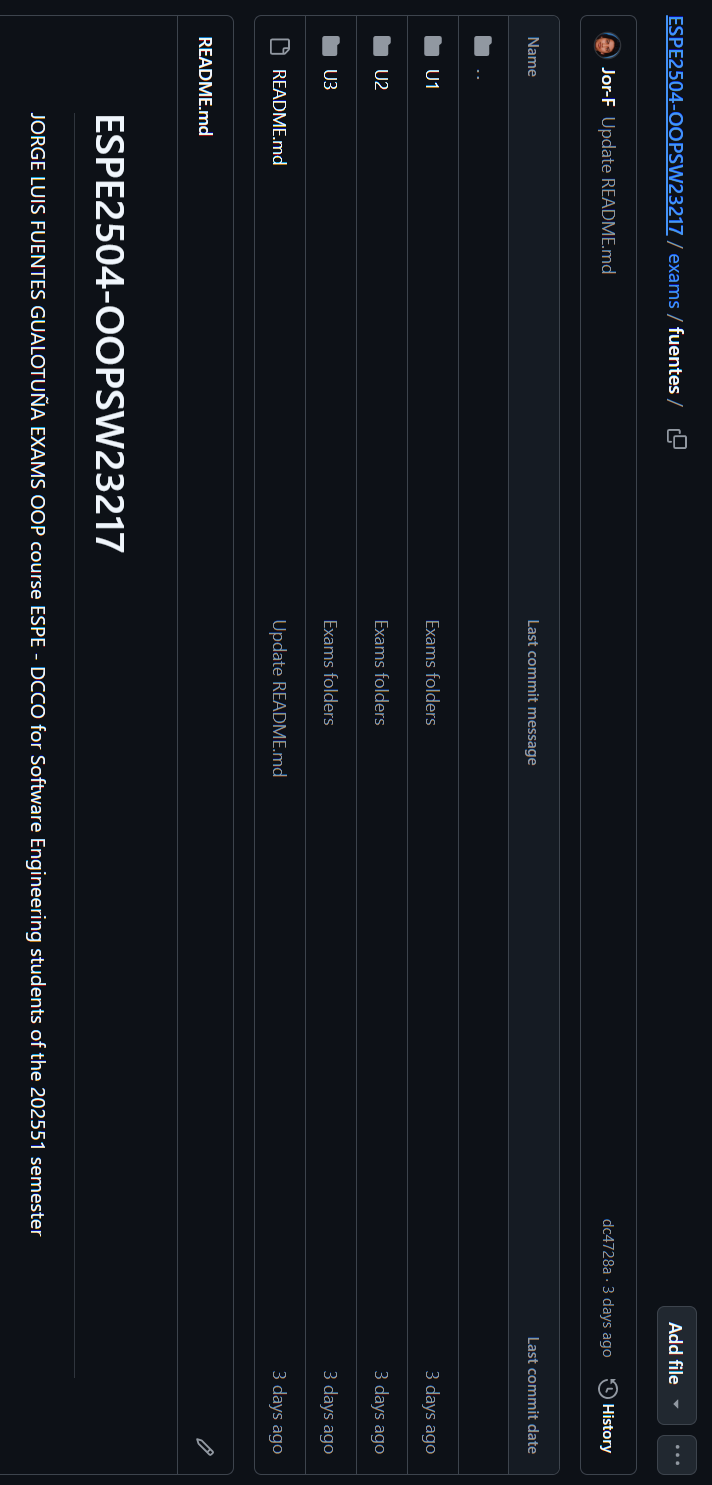 ESPE2504-OOPSW23217 / exams / fuentes /
Add file
Jor-F Update README.md
dc4728a · 3 days ago
History
Name Last commit message Last commit date
..
U1 Exams folders 3 days ago
U2 Exams folders 3 days ago
U3 Exams folders 3 days ago
README.md Update README.md 3 days ago
README.md
ESPE2504-OOPSW23217
JORGE LUIS FUENTES GUALOTUÑA EXAMS OOP course ESPE - DCCO for Software Engineering students of the 202551 semester